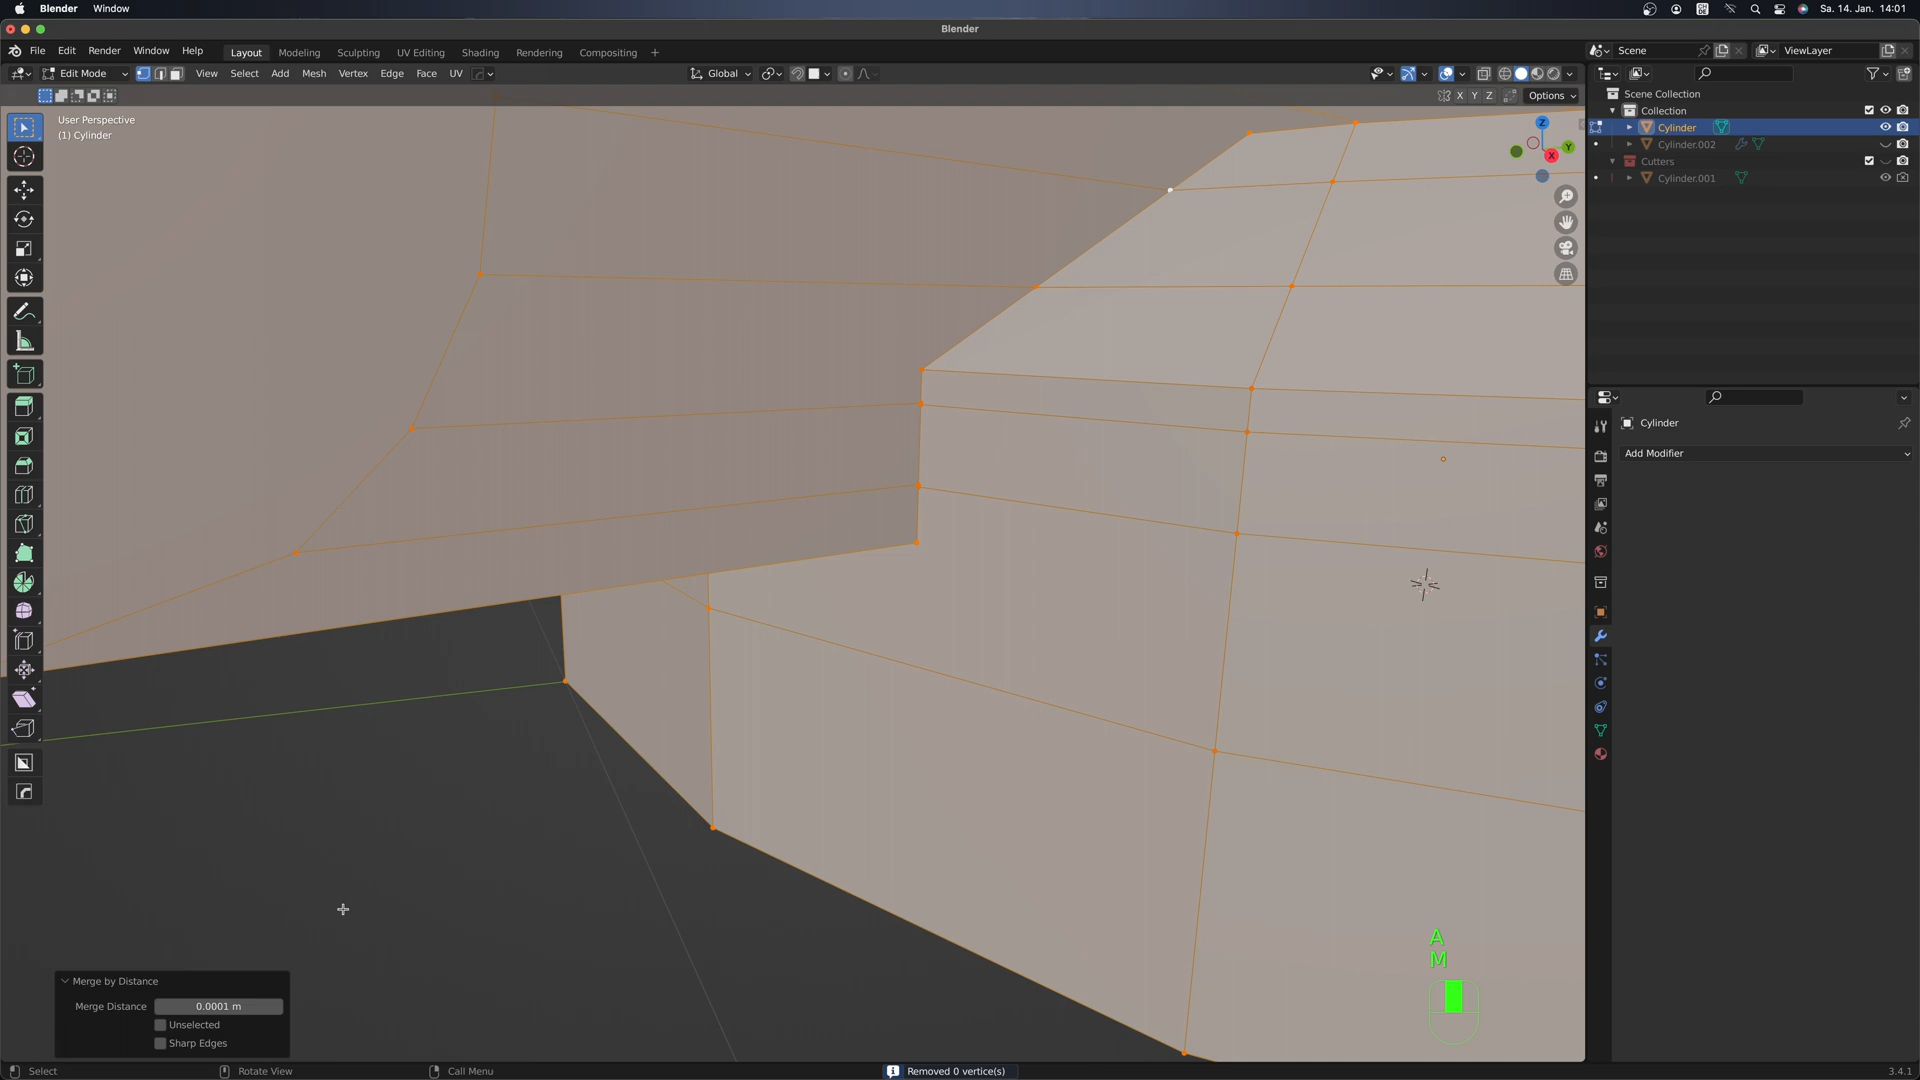 Blender Window
Sa. 14. Jan. 14:01
Blender
File Edit Render Window Help
Layout Modeling Sculpting UV Editing Shading Rendering Compositing +
Scene
ViewLayer
Edit Mode View Select Add Mesh Vertex Edge Face UV
Global
X Y Z Options
User Perspective
(1) Cylinder
Z
Y
X
Scene Collection
Collection
Cylinder
Cylinder.002
Cutters
Cylinder.001
Cylinder
Add Modifier
A
M
Merge by Distance
Merge Distance 0.0001 m
Unselected
Sharp Edges
Select Rotate View Call Menu Removed 0 vertice(s) 3.4.1